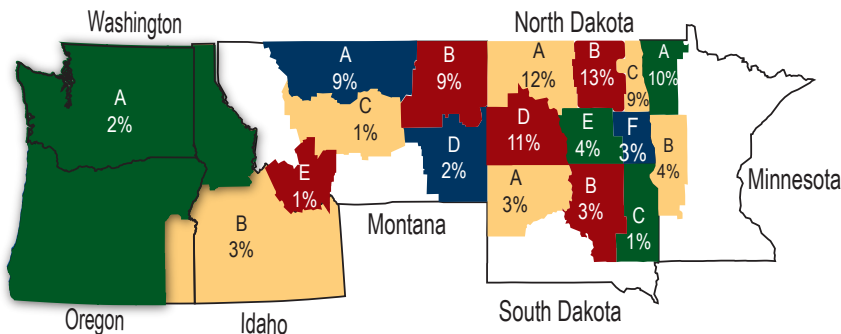 Washington
North Dakota
A
2%
A
9%
B
9%
A
12%
B
13%
C
9%
A
10%
C
1%
D
2%
D
11%
E
4%
F
3%
B
4%
E
1%
A
3%
B
3%
C
1%
B
3%
Minnesota
Montana
South Dakota
Oregon
Idaho